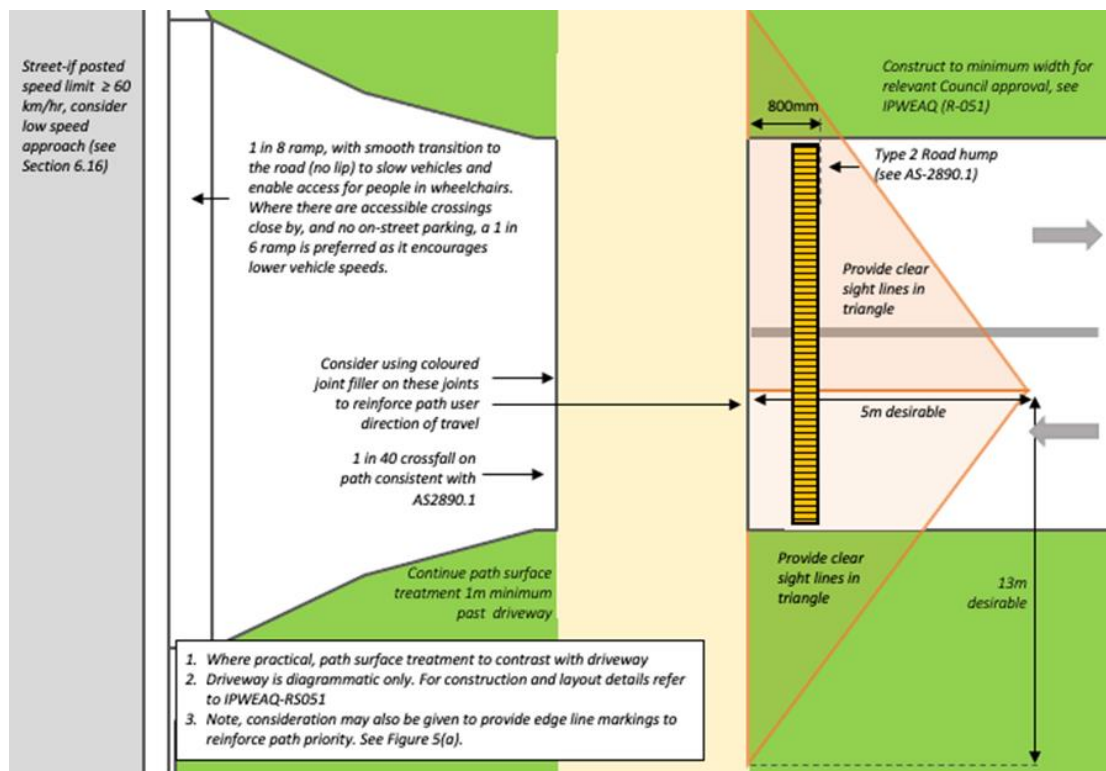 Street-if posted
speed limit ≥ 60
km/hr, consider
low speed
approach (see
Section 6.16)
1 in 8 ramp, with smooth transition to
the road (no lip) to slow vehicles and
enable access for people in wheelchairs.
Where there are accessible crossings
close by, and no on-street parking, a 1 in
6 ramp is preferred as it encourages
lower vehicle speeds.
800mm
Construct to minimum width for
relevant Council approval, see
IPWEAQ (R-051)
Type 2 Road hump
(see AS-2890.1)
Provide clear
sight lines in
triangle
Consider using coloured
joint filler on these joints
to reinforce path user
direction of travel
5m desirable
1 in 40 crossfall on
path consistent with
AS2890.1
Continue path surface
treatment 1m minimum
past driveway
Provide clear
sight lines in
triangle
13m
desirable
1. Where practical, path surface treatment to contrast with driveway
2. Driveway is diagrammatic only. For construction and layout details refer
to IPWEAQ-RS051
3. Note, consideration may also be given to provide edge line markings to
reinforce path priority. See Figure 5(a).